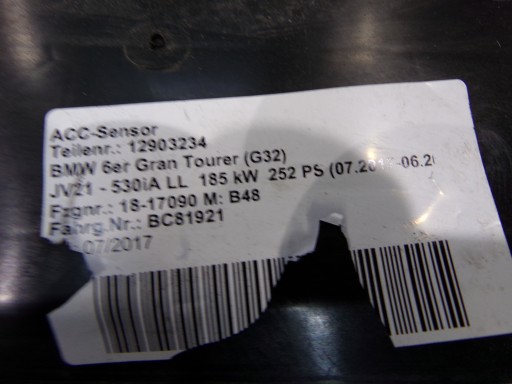 ACC-Sensor
Teilenr.: 12903234
BMW 6er Gran Tourer (G32)
JV21 - 530iA LL 185 kW 252 PS
Fzgnr.: 18-17090 M: B48
Fahrg.Nr.: BC81921
07/2017